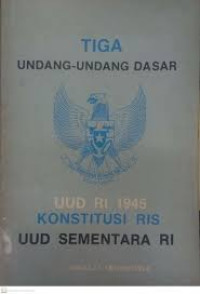 TIGA
UNDANG-UNDANG DASAR
UUD RI 1945
KONSTITUSI RIS
UUD SEMENTARA RI